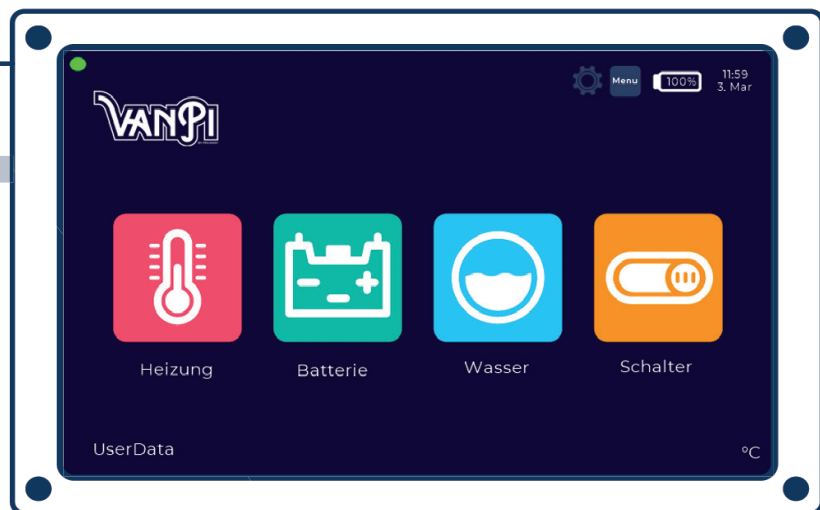 VANPI
Menu
100%
11:59
3. Mar
Heizung
Batterie
Wasser
Schalter
UserData
°C